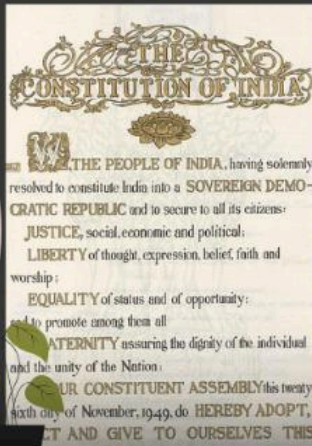 THE
CONSTITUTION OF INDIA
WE, THE PEOPLE OF INDIA, having solemnly
resolved to constitute India into a SOVEREIGN DEMO-
CRATIC REPUBLIC and to secure to all its citizens:
JUSTICE, social, economic and political;
LIBERTY of thought, expression, belief, faith and
worship;
EQUALITY of status and of opportunity;
and to promote among them all
ATERNITY assuring the dignity of the individual
and the unity of the Nation;
UR CONSTITUENT ASSEMBLY this twenty
sixth day of November, 1949, do HEREBY ADOPT,
CT AND GIVE TO OURSELVES THIS